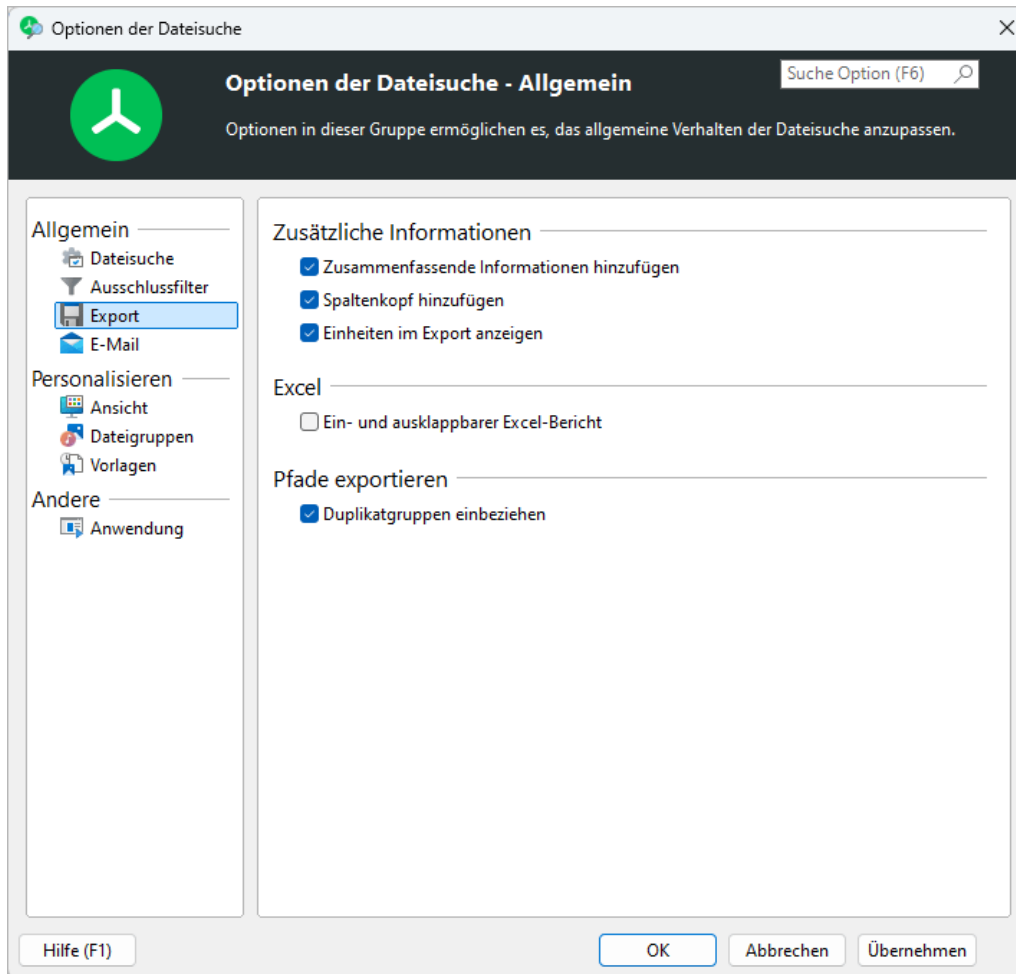 Optionen der Dateisuche
Optionen der Dateisuche - Allgemein
Suche Option (F6)
Optionen in dieser Gruppe ermöglichen es, das allgemeine Verhalten der Dateisuche anzupassen.
Allgemein
Dateisuche
Ausschlussfilter
Export
E-Mail
Personalisieren
Ansicht
Dateigruppen
Vorlagen
Andere
Anwendung
Zusätzliche Informationen
Zusammenfassende Informationen hinzufügen
Spaltenkopf hinzufügen
Einheiten im Export anzeigen
Excel
Ein- und ausklappbarer Excel-Bericht
Pfade exportieren
Duplikatgruppen einbeziehen
Hilfe (F1)
OK
Abbrechen
Übernehmen